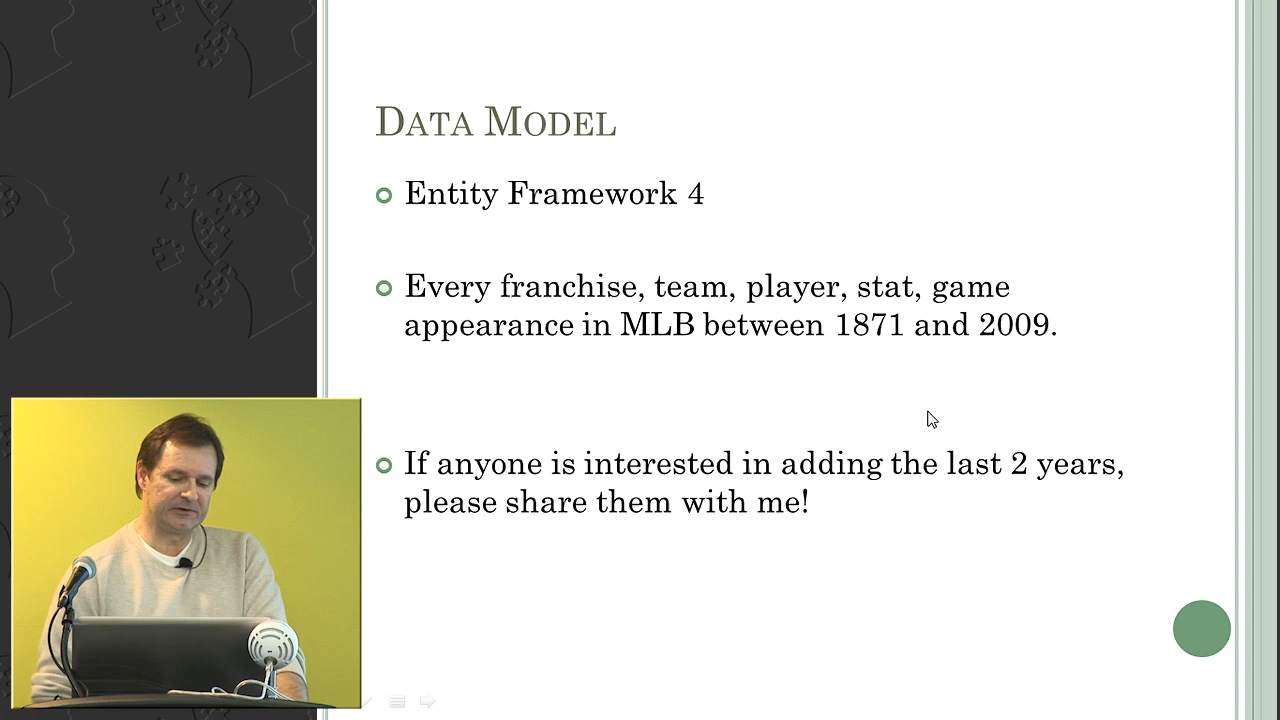 DATA MODEL
Entity Framework 4
Every franchise, team, player, stat, game
appearance in MLB between 1871 and 2009.
If anyone is interested in adding the last 2 years,
please share them with me!